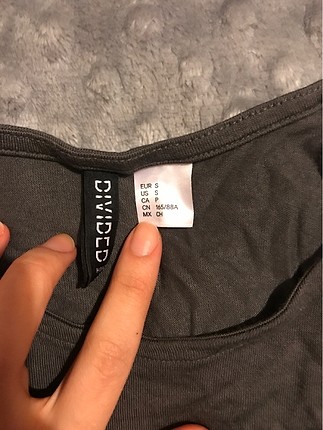 DIVIDED
EUR S
US S
CA P
CN 165/88A
MX CH